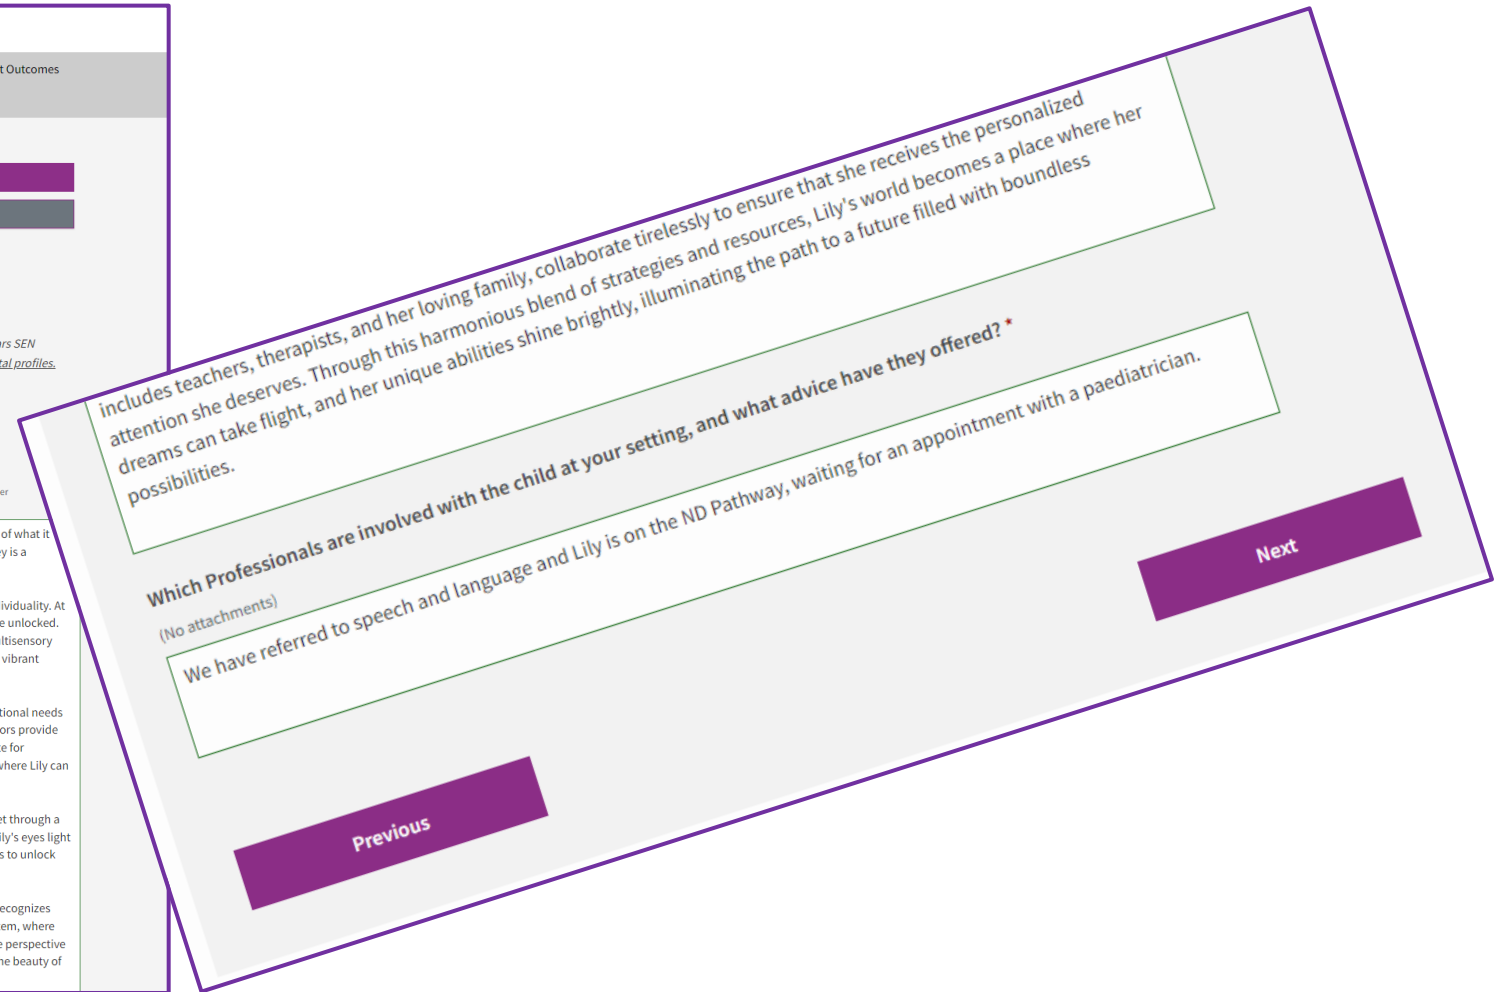 t Outcomes
rs SEN
tal profiles.
er
of what it
ey is a
ividuality. At
e unlocked.
ltisensory
vibrant
tional needs
ors provide
te for
where Lily can
et through a
ily's eyes light
s to unlock
ecognizes
tem, where
e perspective
he beauty of
includes teachers, therapists, and her loving family, collaborate tirelessly to ensure that she receives the personalized
attention she deserves. Through this harmonious blend of strategies and resources, Lily's world becomes a place where her
dreams can take flight, and her unique abilities shine brightly, illuminating the path to a future filled with boundless
possibilities.
Which Professionals are involved with the child at your setting, and what advice have they offered? *
(No attachments)
We have referred to speech and language and Lily is on the ND Pathway, waiting for an appointment with a paediatrician.
Next
Previous